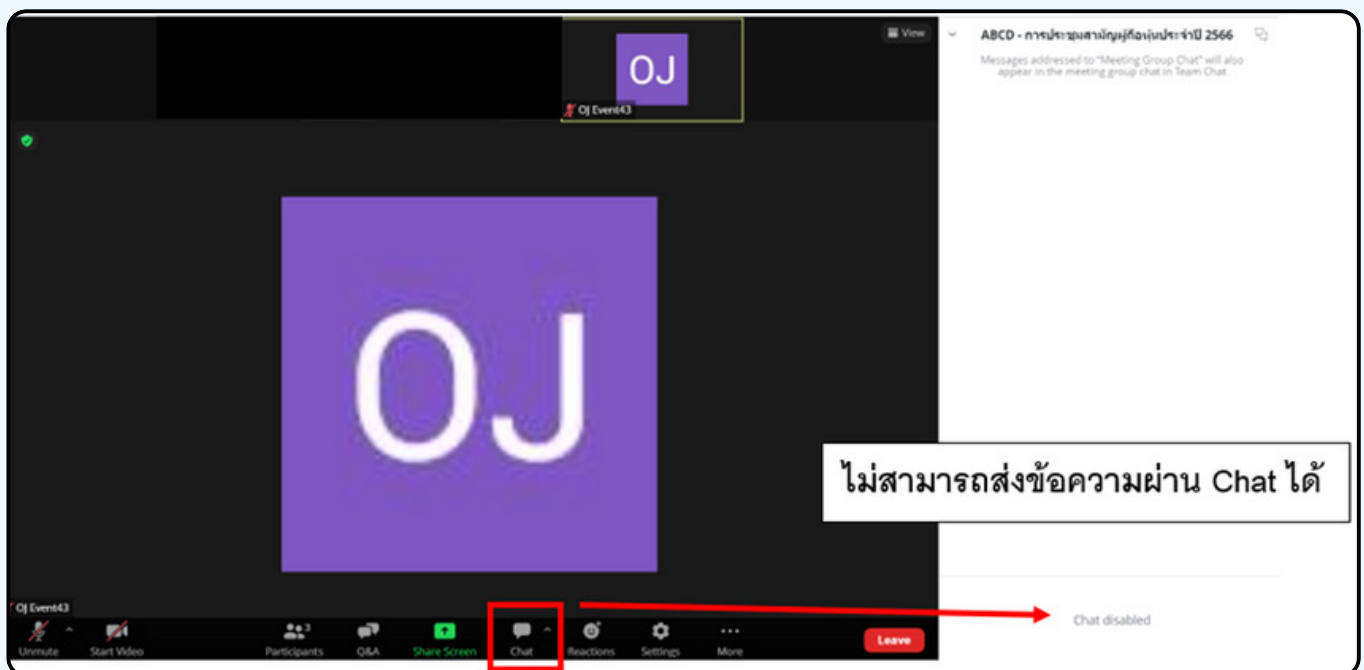 OJ
OJ Event43
View
ABCD - การประชุมสามัญผู้ถือหุ้นประจำปี 2566
Messages addressed to "Meeting Group Chat" will also
appear in the meeting group chat in Team Chat
OJ
ไม่สามารถส่งข้อความผ่าน Chat ได้
Chat disabled
OJ Event43
Unmute
Start Video
3
Participants
Q&A
Share Screen
Chat
Reactions
Settings
More
Leave